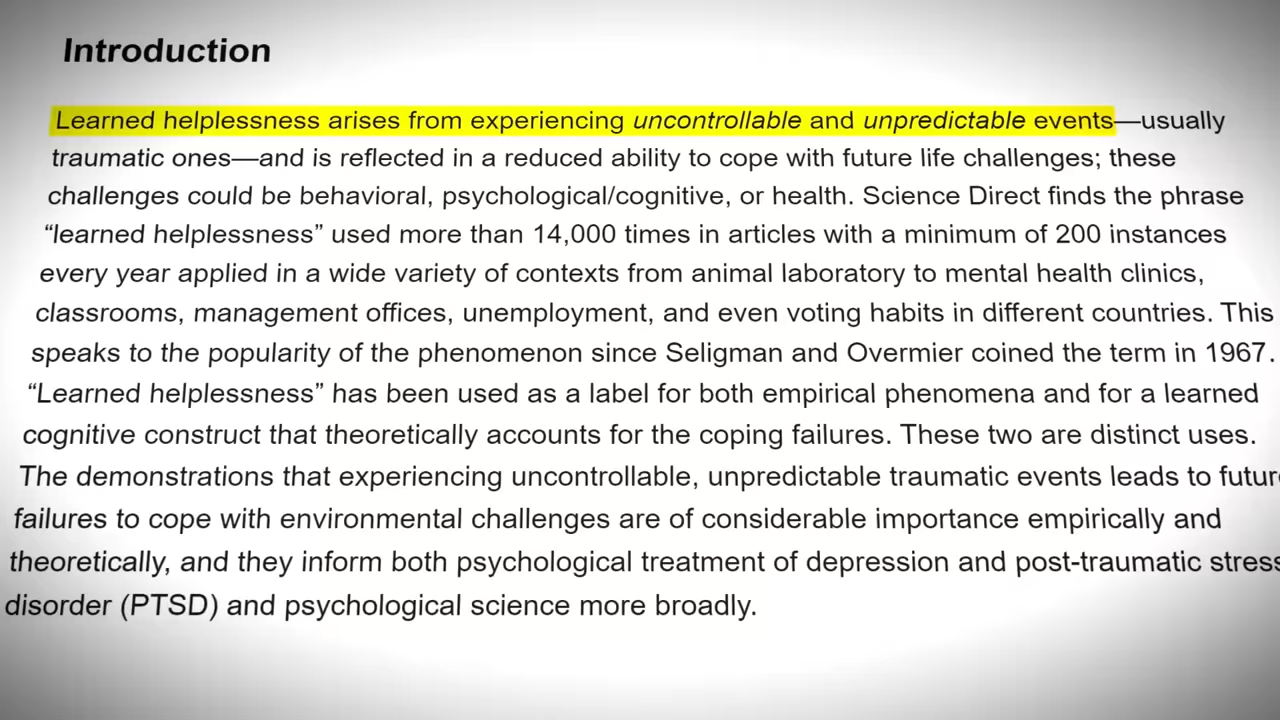 Introduction
Learned helplessness arises from experiencing uncontrollable and unpredictable events—usually
traumatic ones—and is reflected in a reduced ability to cope with future life challenges; these
challenges could be behavioral, psychological/cognitive, or health. Science Direct finds the phrase
“learned helplessness” used more than 14,000 times in articles with a minimum of 200 instances
every year applied in a wide variety of contexts from animal laboratory to mental health clinics,
classrooms, management offices, unemployment, and even voting habits in different countries. This
speaks to the popularity of the phenomenon since Seligman and Overmier coined the term in 1967.
“Learned helplessness” has been used as a label for both empirical phenomena and for a learned
cognitive construct that theoretically accounts for the coping failures. These two are distinct uses.
The demonstrations that experiencing uncontrollable, unpredictable traumatic events leads to futur
failures to cope with environmental challenges are of considerable importance empirically and
theoretically, and they inform both psychological treatment of depression and post-traumatic stress
disorder (PTSD) and psychological science more broadly.